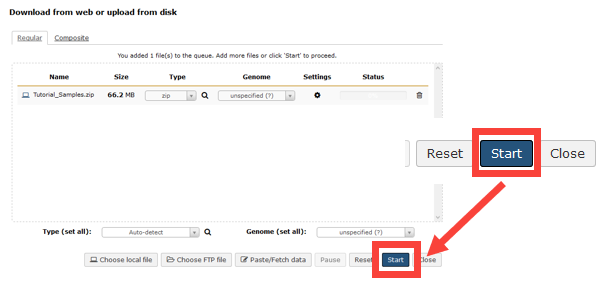 Download from web or upload from disk
Regular Composite
You added 1 file(s) to the queue. Add more files or click 'Start' to proceed.
Name Size Type Genome Settings Status
Tutorial_Samples.zip 66.2 MB zip unspecified (?)
Reset Start Close
Type (set all): Auto-detect Genome (set all): unspecified (?)
Choose local file Choose FTP file Paste/Fetch data Pause Reset Start Close